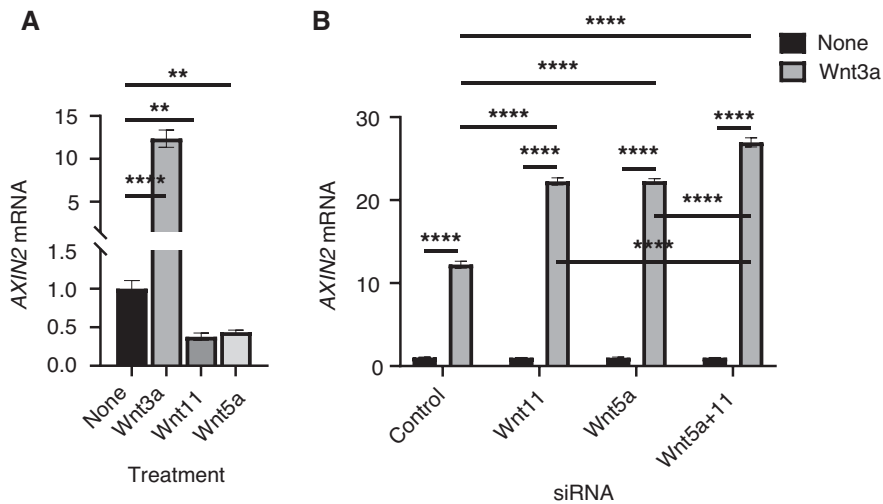 A
**
**
****
15
10
5
1.5
1.0
0.5
0.0
AXIN2 mRNA
None
Wnt3a
Wnt11
Wnt5a
Treatment
B
None
Wnt3a
****
****
****
****
****
****
****
****
****
30
20
10
0
AXIN2 mRNA
Control
Wnt11
Wnt5a
Wnt5a+11
siRNA